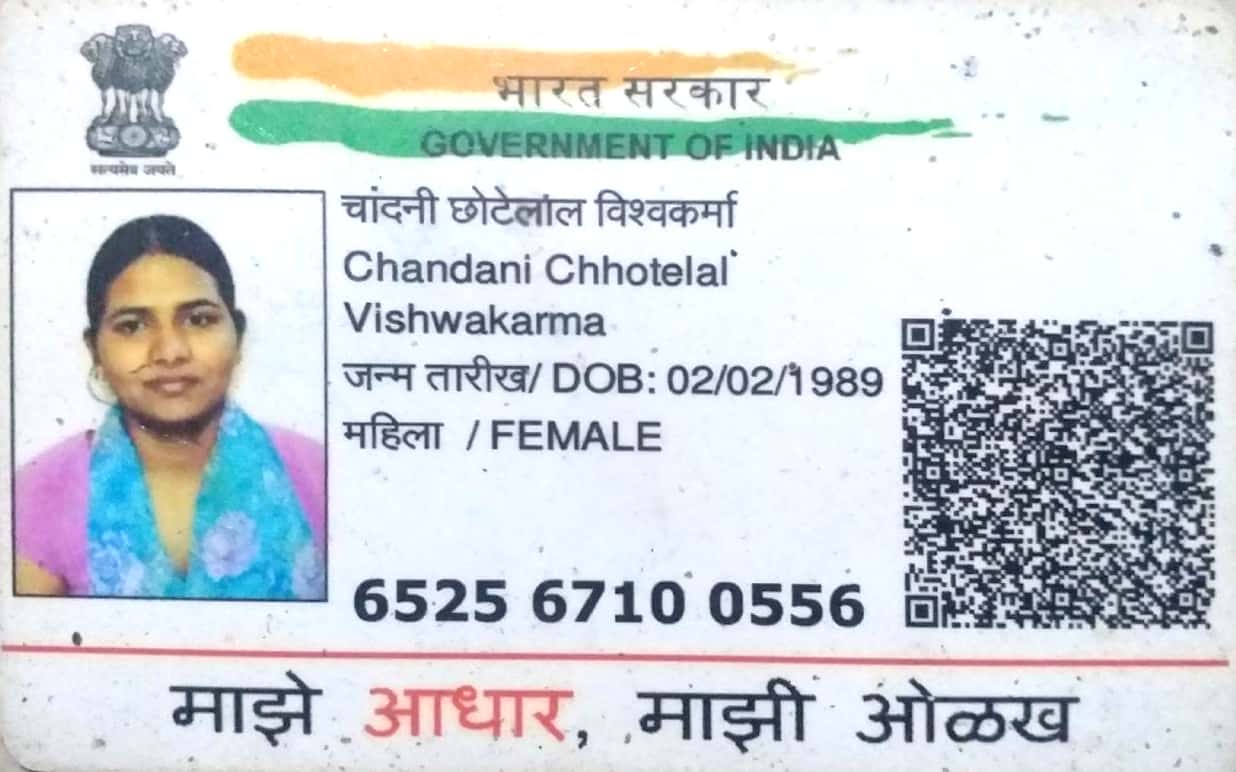 भारत सरकार
GOVERNMENT OF INDIA
सत्यमेव जयते
चांदनी छोटेलाल विश्वकर्मा
Chandani Chhotelal
Vishwakarma
जन्म तारीख/ DOB: 02/02/1989
महिला / FEMALE
6525 6710 0556
माझे आधार, माझी ओळख